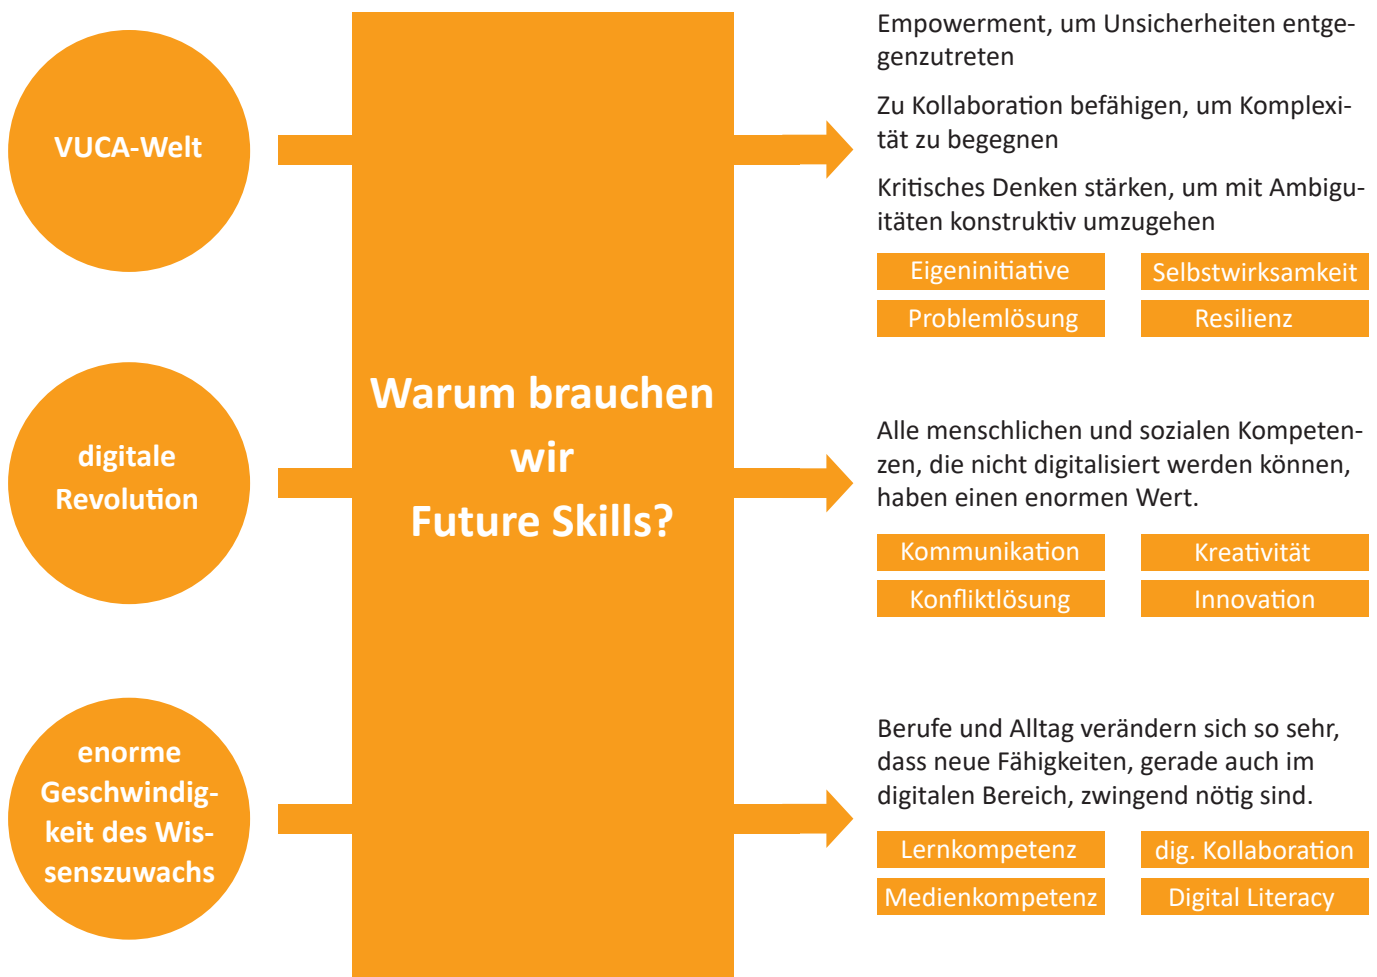 VUCA-Welt
Warum brauchen
wir
Future Skills?
Empowerment, um Unsicherheiten entge-
genzutreten
Zu Kollaboration befähigen, um Komplexi-
tät zu begegnen
Kritisches Denken stärken, um mit Ambigu-
itäten konstruktiv umzugehen
Eigeninitiative
Selbstwirksamkeit
Problemlösung
Resilienz
digitale
Revolution
Alle menschlichen und sozialen Kompeten-
zen, die nicht digitalisiert werden können,
haben einen enormen Wert.
Kommunikation
Kreativität
Konfliktlösung
Innovation
enorme
Geschwindig-
keit des Wis-
senszuwachs
Berufe und Alltag verändern sich so sehr,
dass neue Fähigkeiten, gerade auch im
digitalen Bereich, zwingend nötig sind.
Lernkompetenz
dig. Kollaboration
Medienkompetenz
Digital Literacy